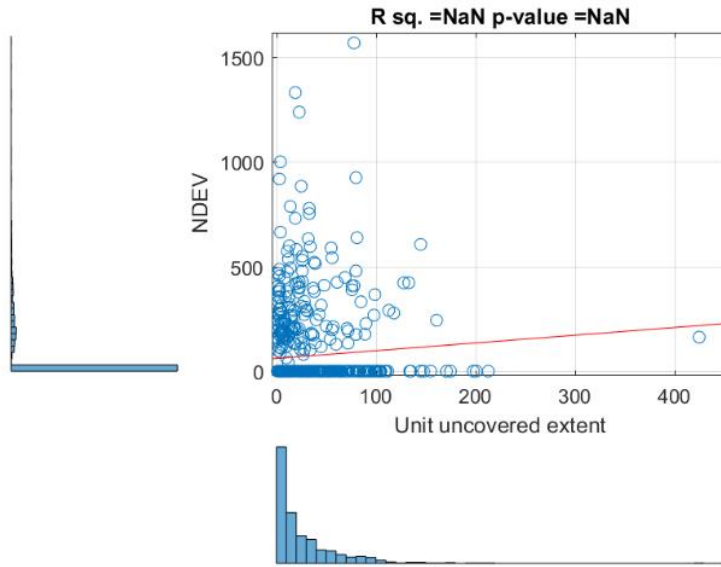 R sq. =NaN p-value =NaN
1500
1000
500
0
NDEV
0 100 200 300 400
Unit uncovered extent